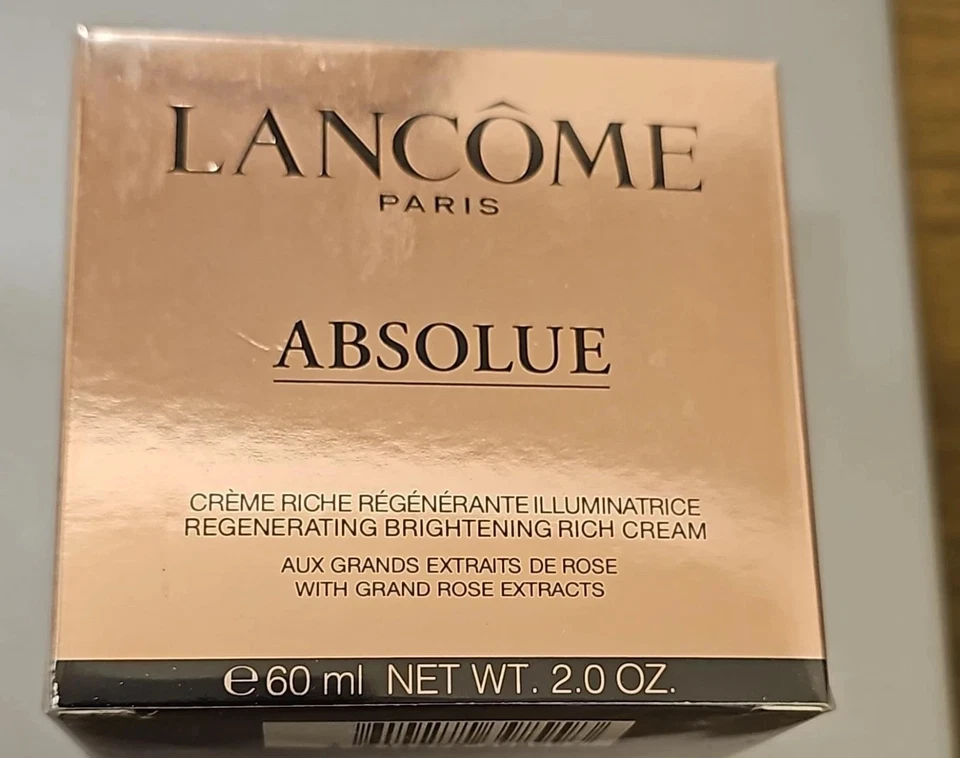 LANCÔME
PARIS
ABSOLUE
CRÈME RICHE RÉGÉNÉRANTE ILLUMINATRICE
REGENERATING BRIGHTENING RICH CREAM
AUX GRANDS EXTRAITS DE ROSE
WITH GRAND ROSE EXTRACTS
℮ 60 ml NET WT. 2.0 OZ.